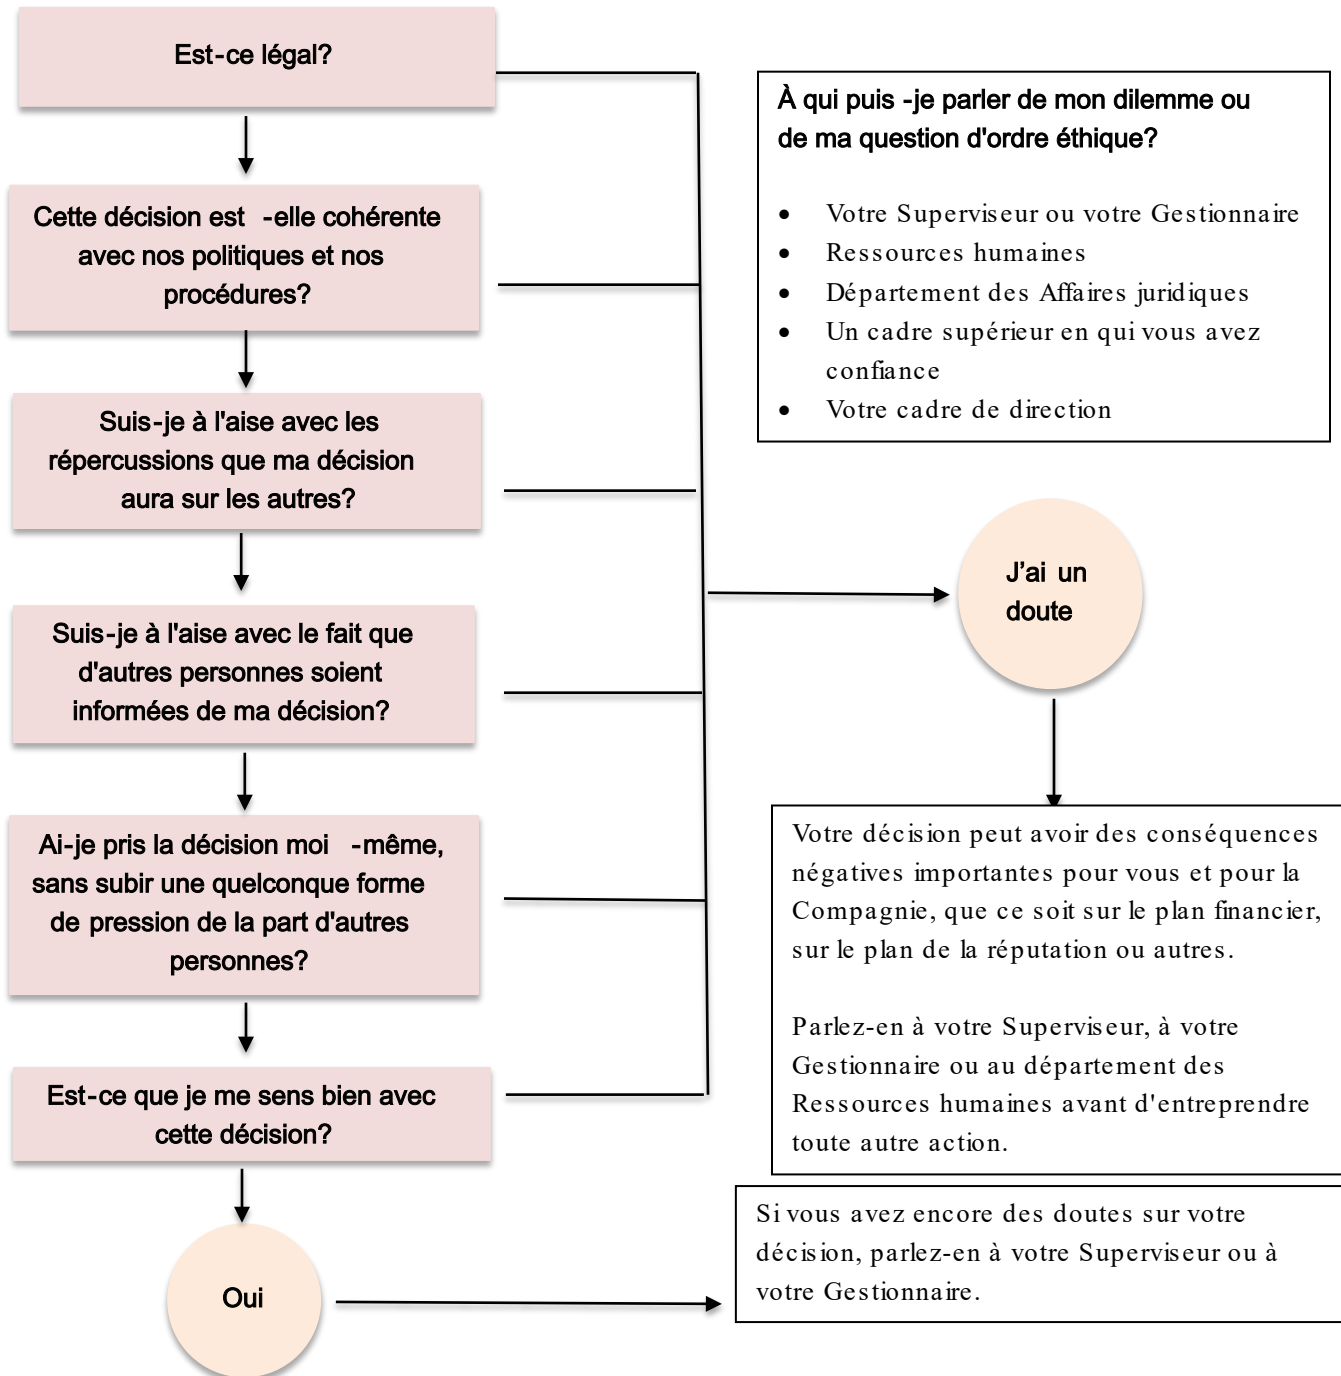 Est-ce légal?
Cette décision est -elle cohérente
avec nos politiques et nos
procédures?
Suis-je à l'aise avec les
répercussions que ma décision
aura sur les autres?
Suis-je à l'aise avec le fait que
d'autres personnes soient
informées de ma décision?
Ai-je pris la décision moi -même,
sans subir une quelconque forme
de pression de la part d'autres
personnes?
Est-ce que je me sens bien avec
cette décision?
Oui
À qui puis -je parler de mon dilemme ou
de ma question d'ordre éthique?
• Votre Superviseur ou votre Gestionnaire
• Ressources humaines
• Département des Affaires juridiques
• Un cadre supérieur en qui vous avez
confiance
• Votre cadre de direction
J'ai un
doute
Votre décision peut avoir des conséquences
négatives importantes pour vous et pour la
Compagnie, que ce soit sur le plan financier,
sur le plan de la réputation ou autres.
Parlez-en à votre Superviseur, à votre
Gestionnaire ou au département des
Ressources humaines avant d'entreprendre
toute autre action.
Si vous avez encore des doutes sur votre
décision, parlez-en à votre Superviseur ou à
votre Gestionnaire.